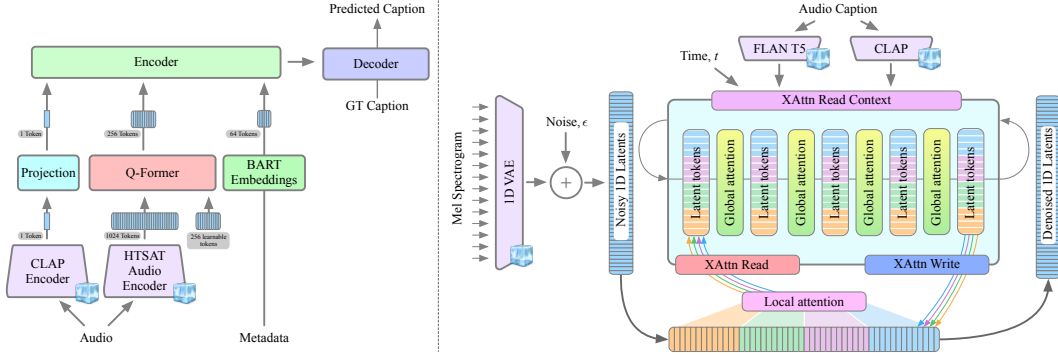 Predicted Caption
Encoder
Decoder
GT Caption
1 Token
256 Tokens
64 Tokens
Projection
Q-Former
BART
Embeddings
1 Token
1024 Tokens
256 learnable
tokens
CLAP
Encoder
HTSAT
Audio
Encoder
Audio
Metadata
Audio Caption
FLAN T5
CLAP
Time, t
XAttn Read Context
Mel Spectrogram
1D VAE
Noise, ϵ
+
Noisy 1D Latents
Latent tokens
Global attention
Latent tokens
Global attention
Latent tokens
Global attention
Latent tokens
Global attention
Latent tokens
Denoised 1D Latents
XAttn Read
XAttn Write
Local attention